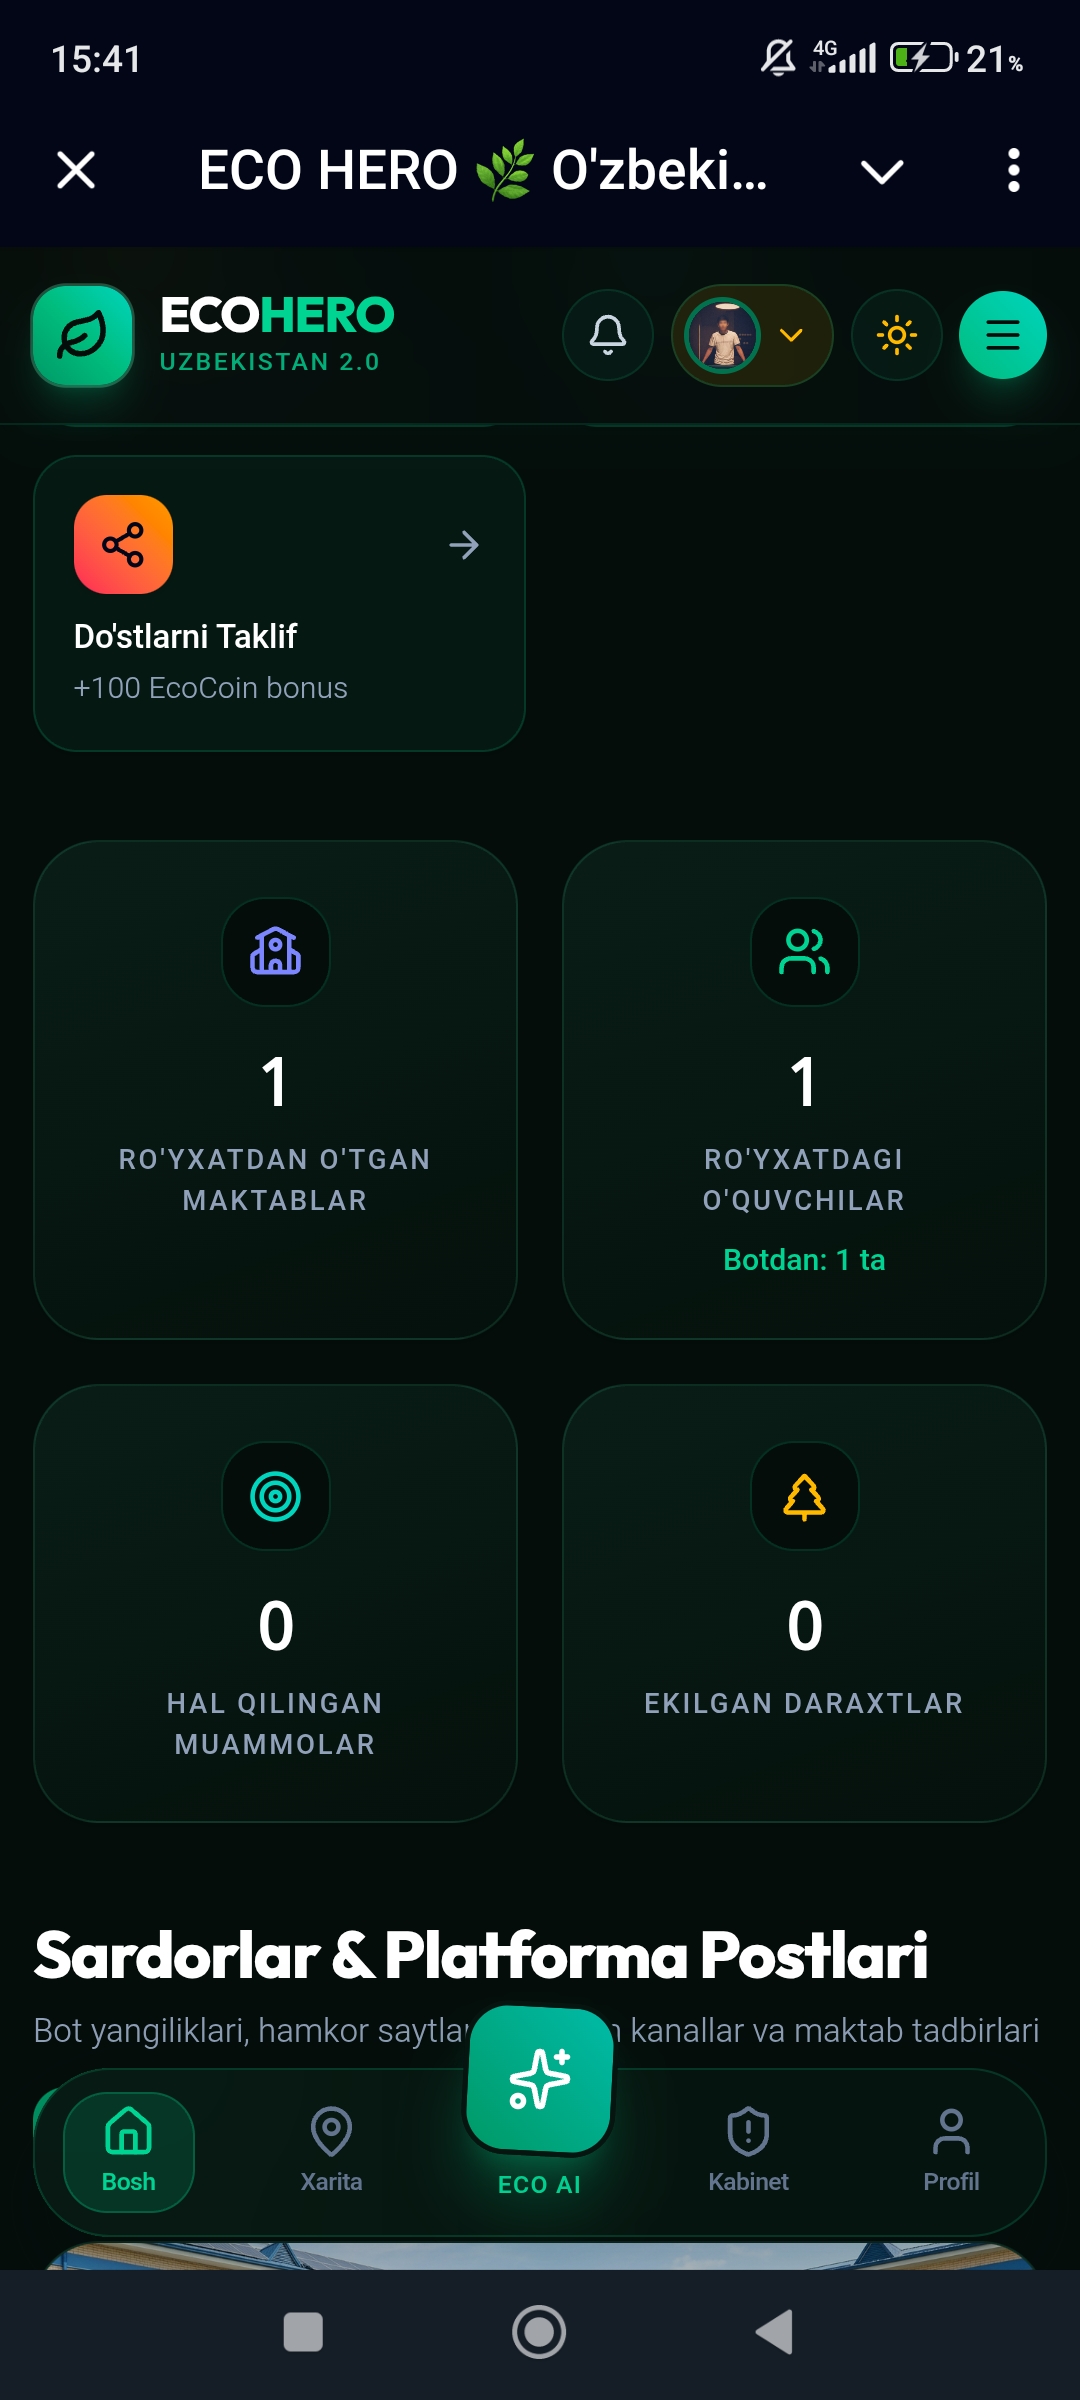 15:41
4G
21%
ECO HERO 🌿 O'zbeki...
ECOHERO
UZBEKISTAN 2.0
Do'stlarni Taklif
+100 EcoCoin bonus
1
RO'YXATDAN O'TGAN
MAKTABLAR
1
RO'YXATDAGI
O'QUVCHILAR
Botdan: 1 ta
0
HAL QILINGAN
MUAMMOLAR
0
EKILGAN DARAXTLAR
Sardorlar & Platforma Postlari
Bot yangiliklari, hamkor kanallar va maktab tadbirlari
Bosh
Xarita
ECO AI
Kabinet
Profil